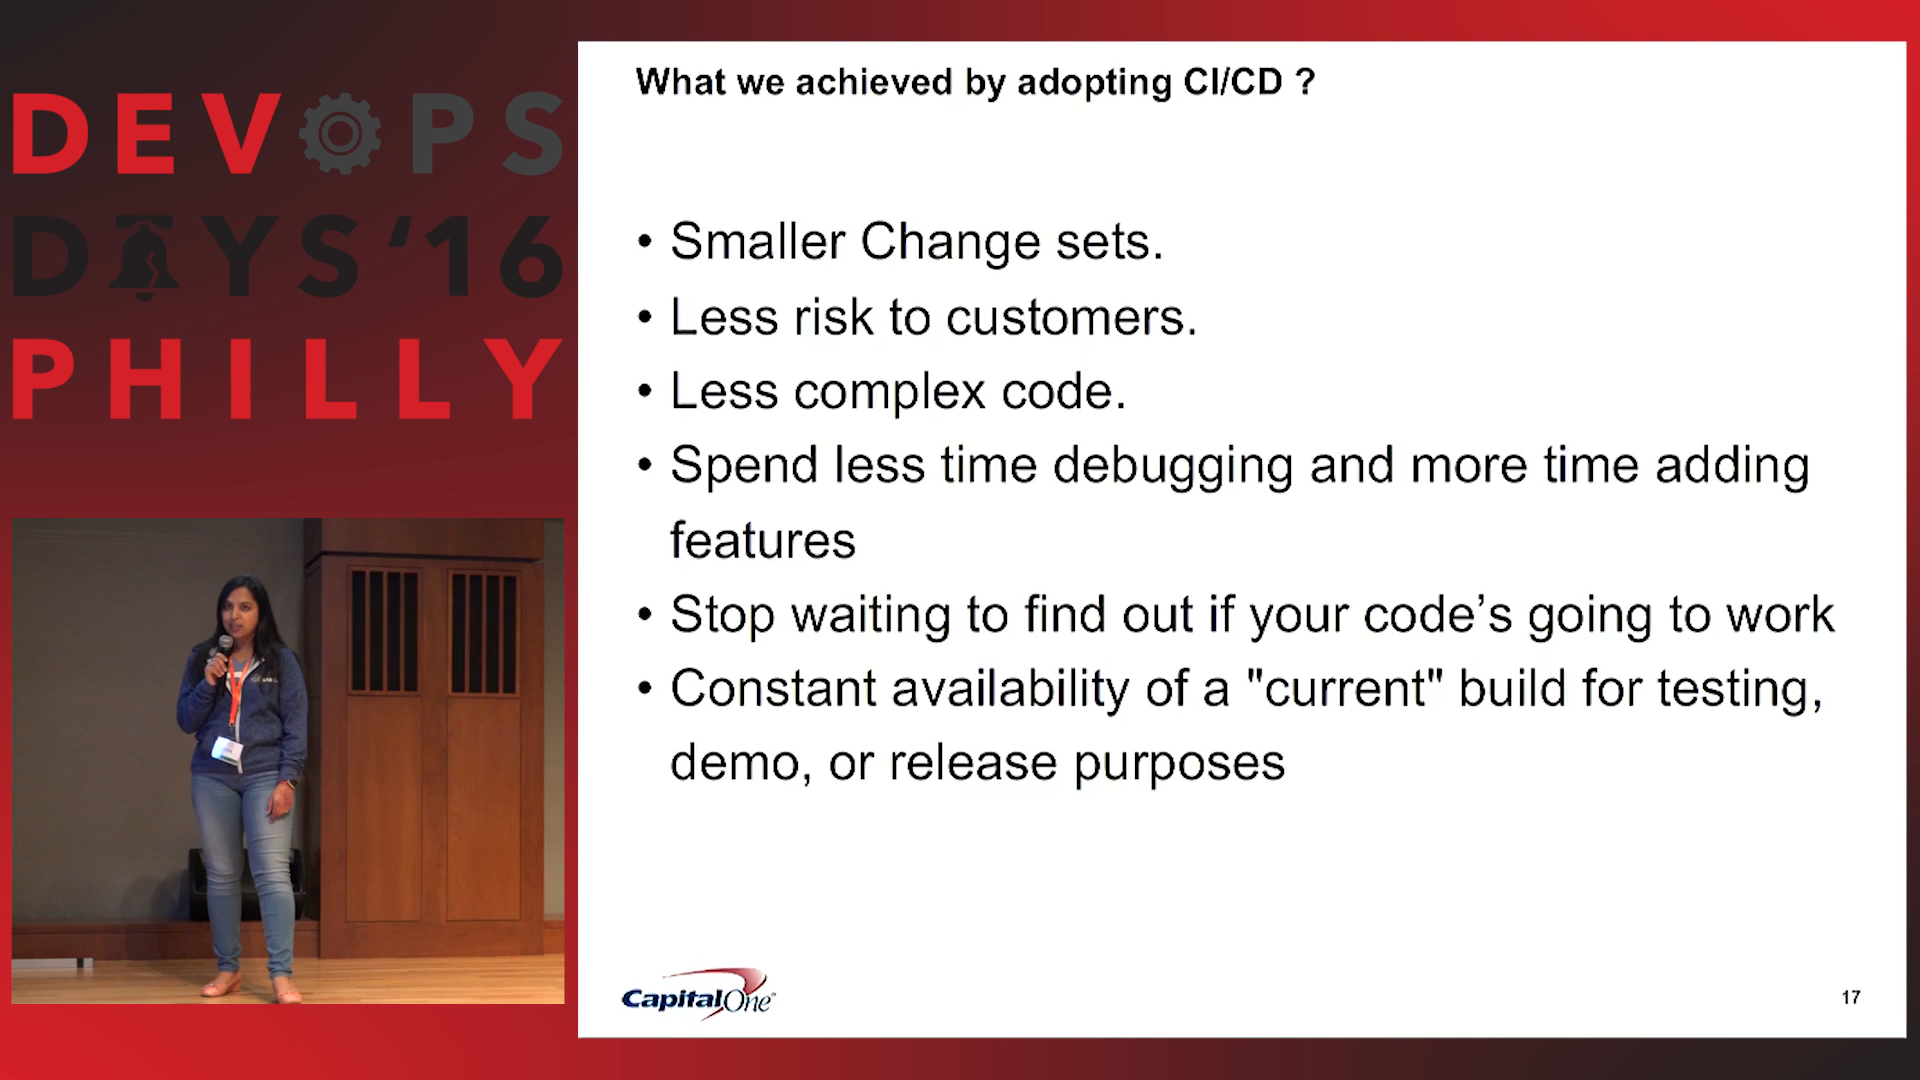 DEVOPS
DAYS '16
PHILLY
What we achieved by adopting CI/CD ?
• Smaller Change sets.
• Less risk to customers.
• Less complex code.
• Spend less time debugging and more time adding
features
• Stop waiting to find out if your code’s going to work
• Constant availability of a "current" build for testing,
demo, or release purposes
CapitalOne
17